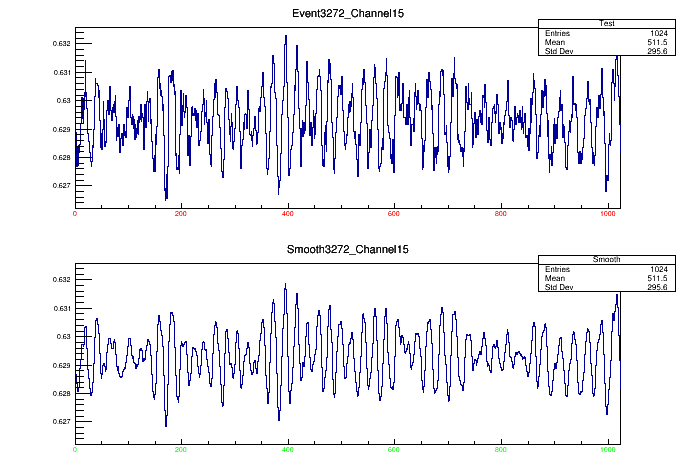 Event3272_Channel15
Test
Entries 1024
Mean 511.5
Std Dev 295.6
0.632
0.631
0.63
0.629
0.628
0.627
0 200 400 600 800 1000
Smooth3272_Channel15
Smooth
Entries 1024
Mean 511.5
Std Dev 295.6
0.632
0.631
0.63
0.629
0.628
0.627
0 200 400 600 800 1000